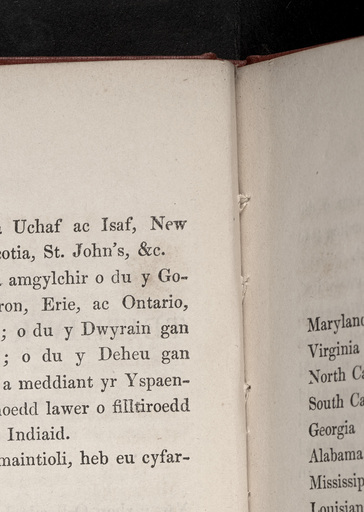 Uchaf ac Isaf, New
cotia, St. John's, &c.
amgylchir o du y Go-
ron, Erie, ac Ontario,
; o du y Dwyrain gan
; o du y Deheu gan
a meddiant yr Yspaen-
oedd lawer o filltiroedd
Indiaid.
maintioli, heb eu cyfar-
Maryland
Virginia
North Ca
South Ca
Georgia
Alabama
Mississip
Louisian